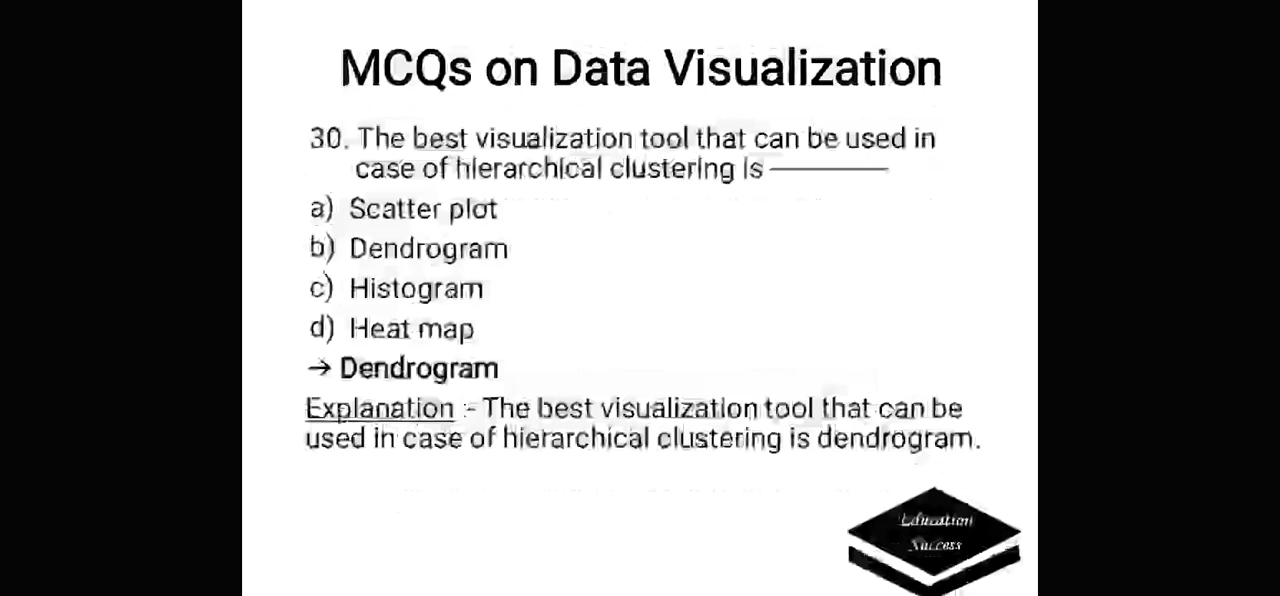 MCQs on Data Visualization
30. The best visualization tool that can be used in
case of hierarchical clustering is ————
a) Scatter plot
b) Dendrogram
c) Histogram
d) Heat map
→ Dendrogram
Explanation :- The best visualization tool that can be
used in case of hierarchical clustering is dendrogram.
Education
Success